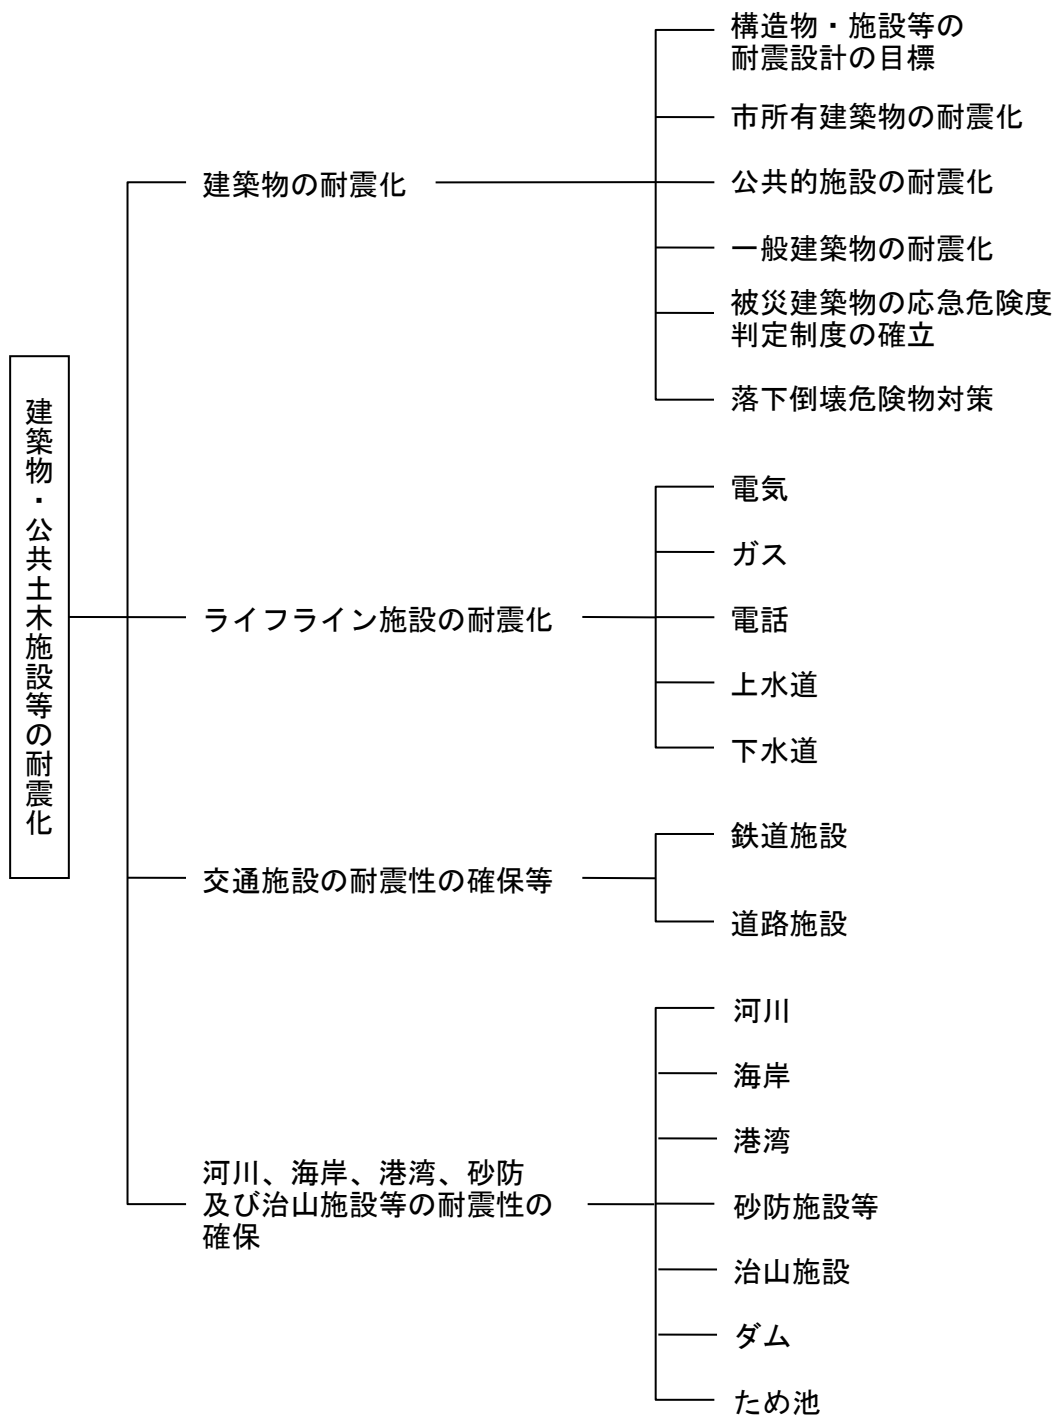 建築物・公共土木施設等の耐震化
建築物の耐震化
構造物・施設等の
耐震設計の目標
市所有建築物の耐震化
公共的施設の耐震化
一般建築物の耐震化
被災建築物の応急危険度
判定制度の確立
落下倒壊危険物対策
ライフライン施設の耐震化
電気
ガス
電話
上水道
下水道
交通施設の耐震性の確保等
鉄道施設
道路施設
河川、海岸、港湾、砂防
及び治山施設等の耐震性の
確保
河川
海岸
港湾
砂防施設等
治山施設
ダム
ため池